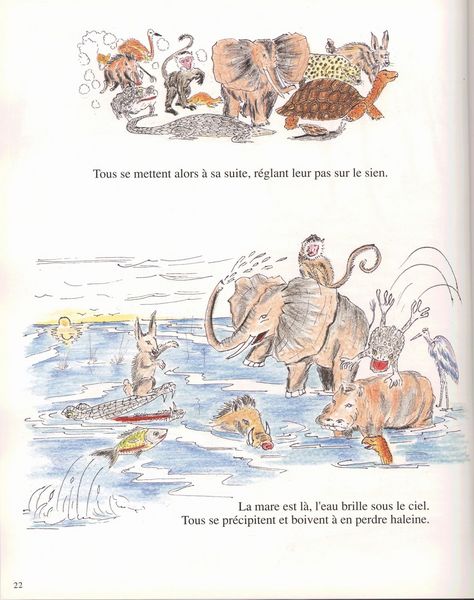 Tous se mettent alors à sa suite, réglant leur pas sur le sien.
La mare est là, l'eau brille sous le ciel.
Tous se précipitent et boivent à en perdre haleine.
22